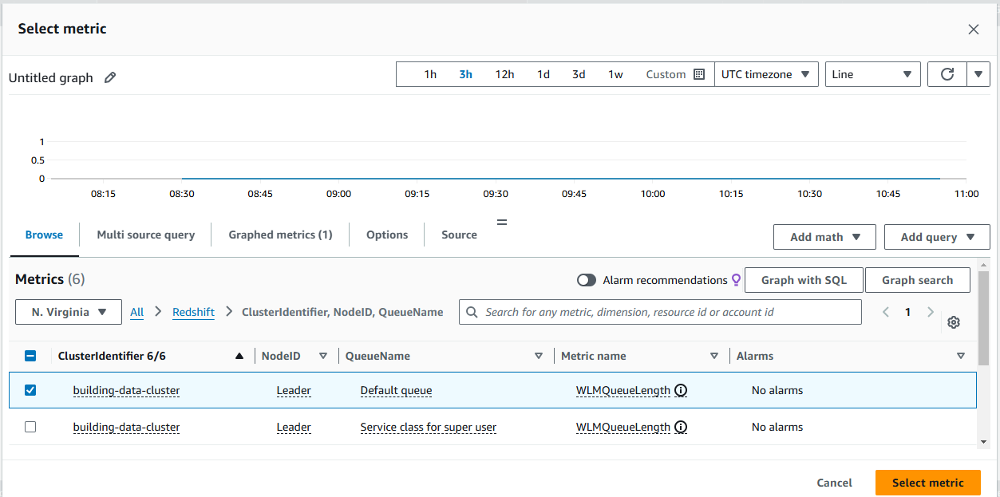 Select metric
Untitled graph
1h 3h 12h 1d 3d 1w Custom UTC timezone Line
1
0.5
0
08:15 08:30 08:45 09:00 09:15 09:30 09:45 10:00 10:15 10:30 10:45 11:00
Browse Multi source query Graphed metrics (1) Options Source Add math Add query
Metrics (6) Alarm recommendations Graph with SQL Graph search
N. Virginia All Redshift ClusterIdentifier, NodeID, QueueName Search for any metric, dimension, resource id or account id 1
ClusterIdentifier 6/6 NodeID QueueName Metric name Alarms
building-data-cluster Leader Default queue WLMQueueLength No alarms
building-data-cluster Leader Service class for super user WLMQueueLength No alarms
Cancel Select metric